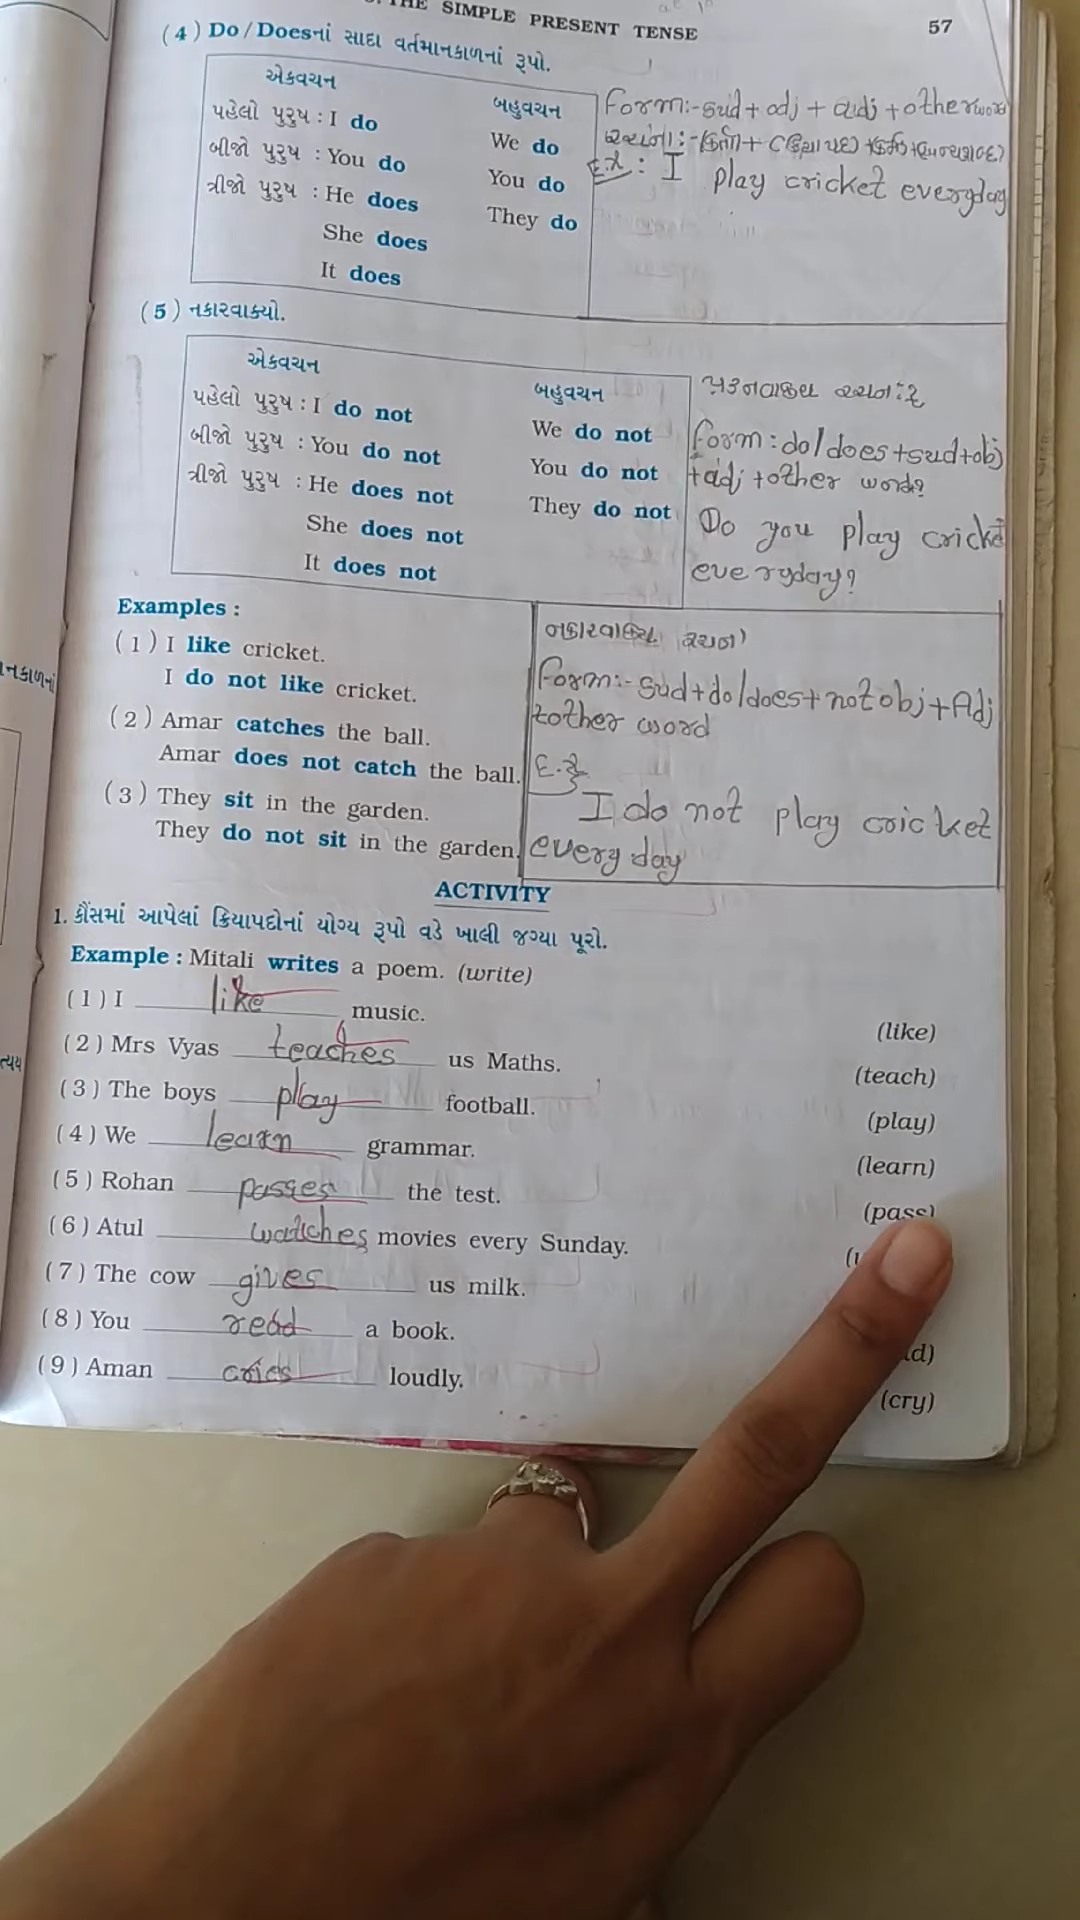 THE SIMPLE PRESENT TENSE
57
(4) Do/Doesનાં સાદા વર્તમાનકાળનાં રૂપો.
એકવચન બહુવચન
પહેલો પુરુષ : I do We do
બીજો પુરુષ : You do You do
ત્રીજો પુરુષ : He does They do
She does
It does
Form:- sud + odj + adj + other word
I play cricket everyday
(5) નકારવાક્યો.
એકવચન બહુવચન
પહેલો પુરુષ : I do not We do not
બીજો પુરુષ : You do not You do not
ત્રીજો પુરુષ : He does not They do not
She does not
It does not
form : do/does+sud+obj
+adj +other word?
Do you play cricket
everyday?
Examples :
(1) I like cricket.
I do not like cricket.
(2) Amar catches the ball.
Amar does not catch the ball.
(3) They sit in the garden.
They do not sit in the garden.
નકારવાક્ય
Form:- sud+do/does+not obj+Adj
+other word
I do not play cricket
every day
ACTIVITY
1. કૌંસમાં આપેલાં ક્રિયાપદોનાં યોગ્ય રૂપો વડે ખાલી જગ્યા પૂરો.
Example : Mitali writes a poem. (write)
(1) I like music. (like)
(2) Mrs Vyas teaches us Maths. (teach)
(3) The boys play football. (play)
(4) We learn grammar. (learn)
(5) Rohan passes the test. (pass)
(6) Atul watches movies every Sunday.
(7) The cow gives us milk.
(8) You read a book.
(9) Aman cries loudly. (cry)